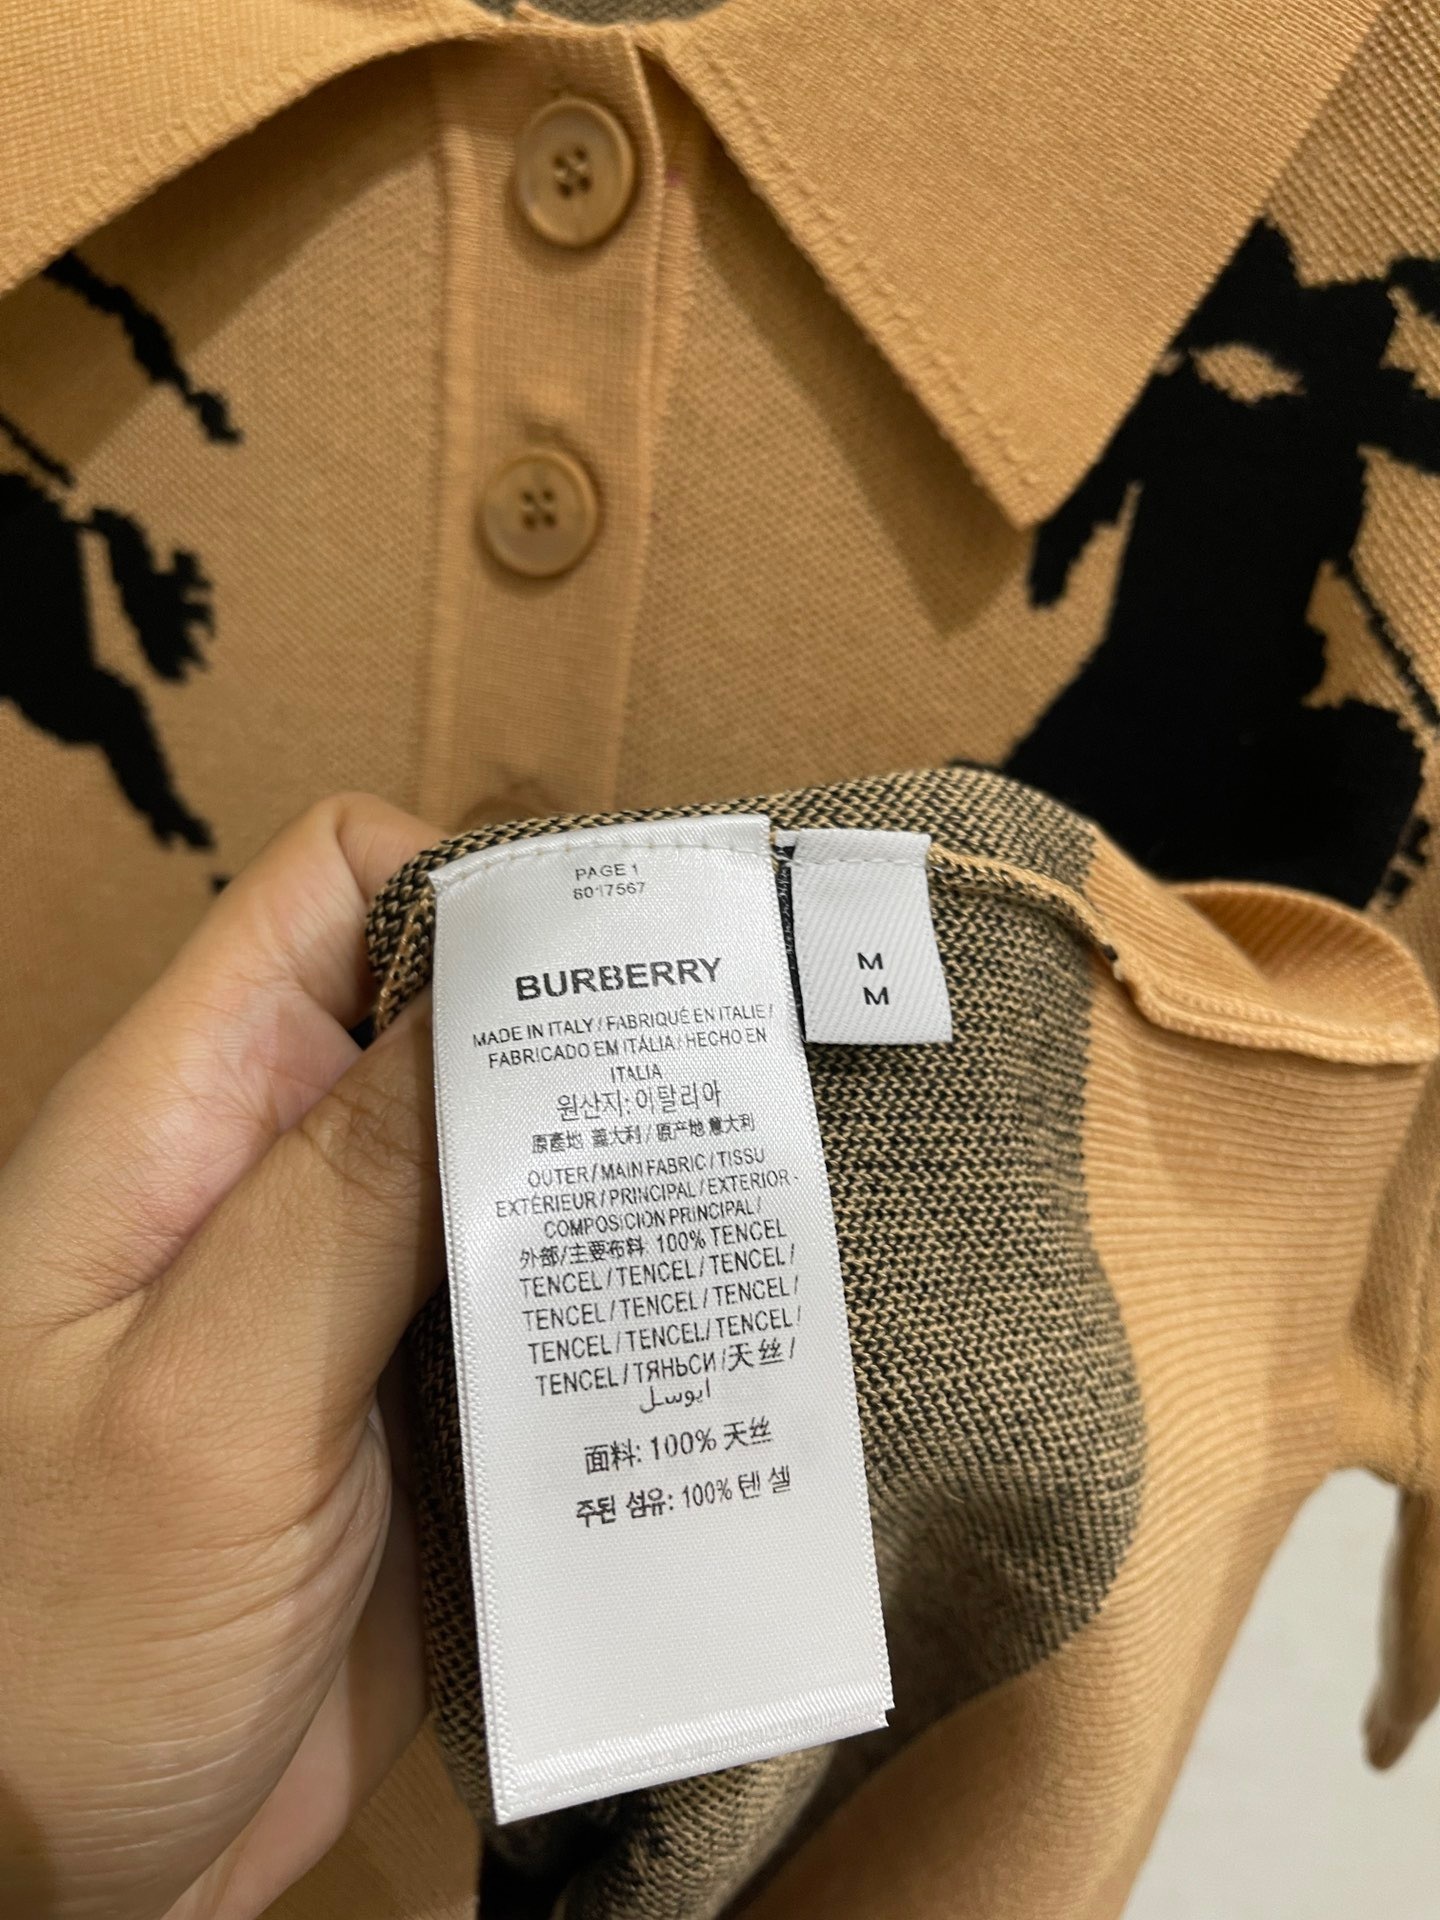 PAGE 1
8017567
BURBERRY
MADE IN ITALY / FABRIQUÉ EN ITALIE /
FABRICADO EM ITÁLIA / HECHO EN
ITALIA
원산지: 이탈리아
原產地 義大利 / 原产地 意大利
OUTER / MAIN FABRIC / TISSU
EXTÉRIEUR / PRINCIPAL / EXTERIOR -
COMPOSICION PRINCIPAL /
外部/主要布料 100% TENCEL
TENCEL / TENCEL / TENCEL /
TENCEL / TENCEL / TENCEL /
TENCEL / TENCEL / TENCEL /
TENCEL / ТЯНЬСИ / 天丝 /
ايوسل
面料: 100% 天丝
주된 섬유: 100% 텐 셀
M
M